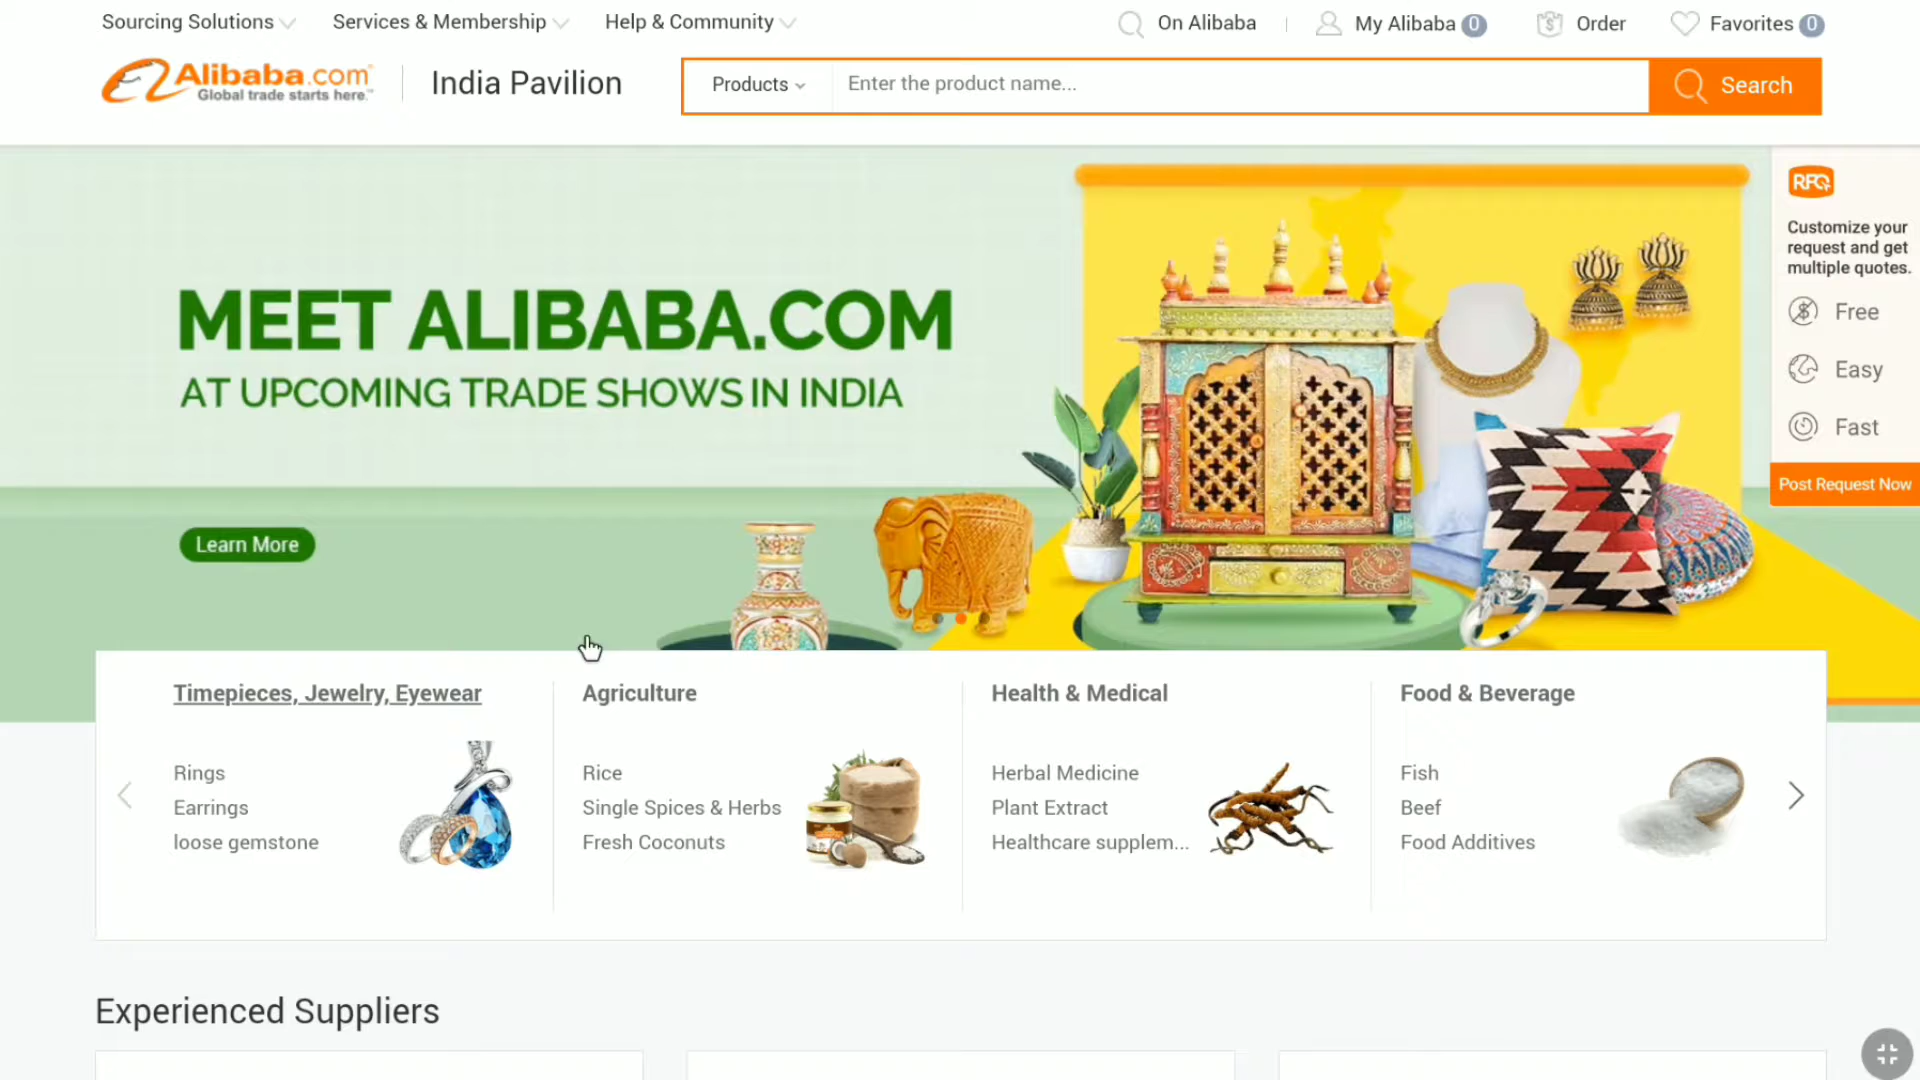 Sourcing Solutions
Services & Membership
Help & Community
On Alibaba
My Alibaba 0
Order
Favorites 0
Alibaba.com
Global trade starts here.™
India Pavilion
Products
Enter the product name...
Search
MEET ALIBABA.COM
AT UPCOMING TRADE SHOWS IN INDIA
Learn More
RFQ
Customize your
request and get
multiple quotes.
Free
Easy
Fast
Post Request Now
Timepieces, Jewelry, Eyewear
Rings
Earrings
loose gemstone
Agriculture
Rice
Single Spices & Herbs
Fresh Coconuts
Health & Medical
Herbal Medicine
Plant Extract
Healthcare supplem...
Food & Beverage
Fish
Beef
Food Additives
Experienced Suppliers